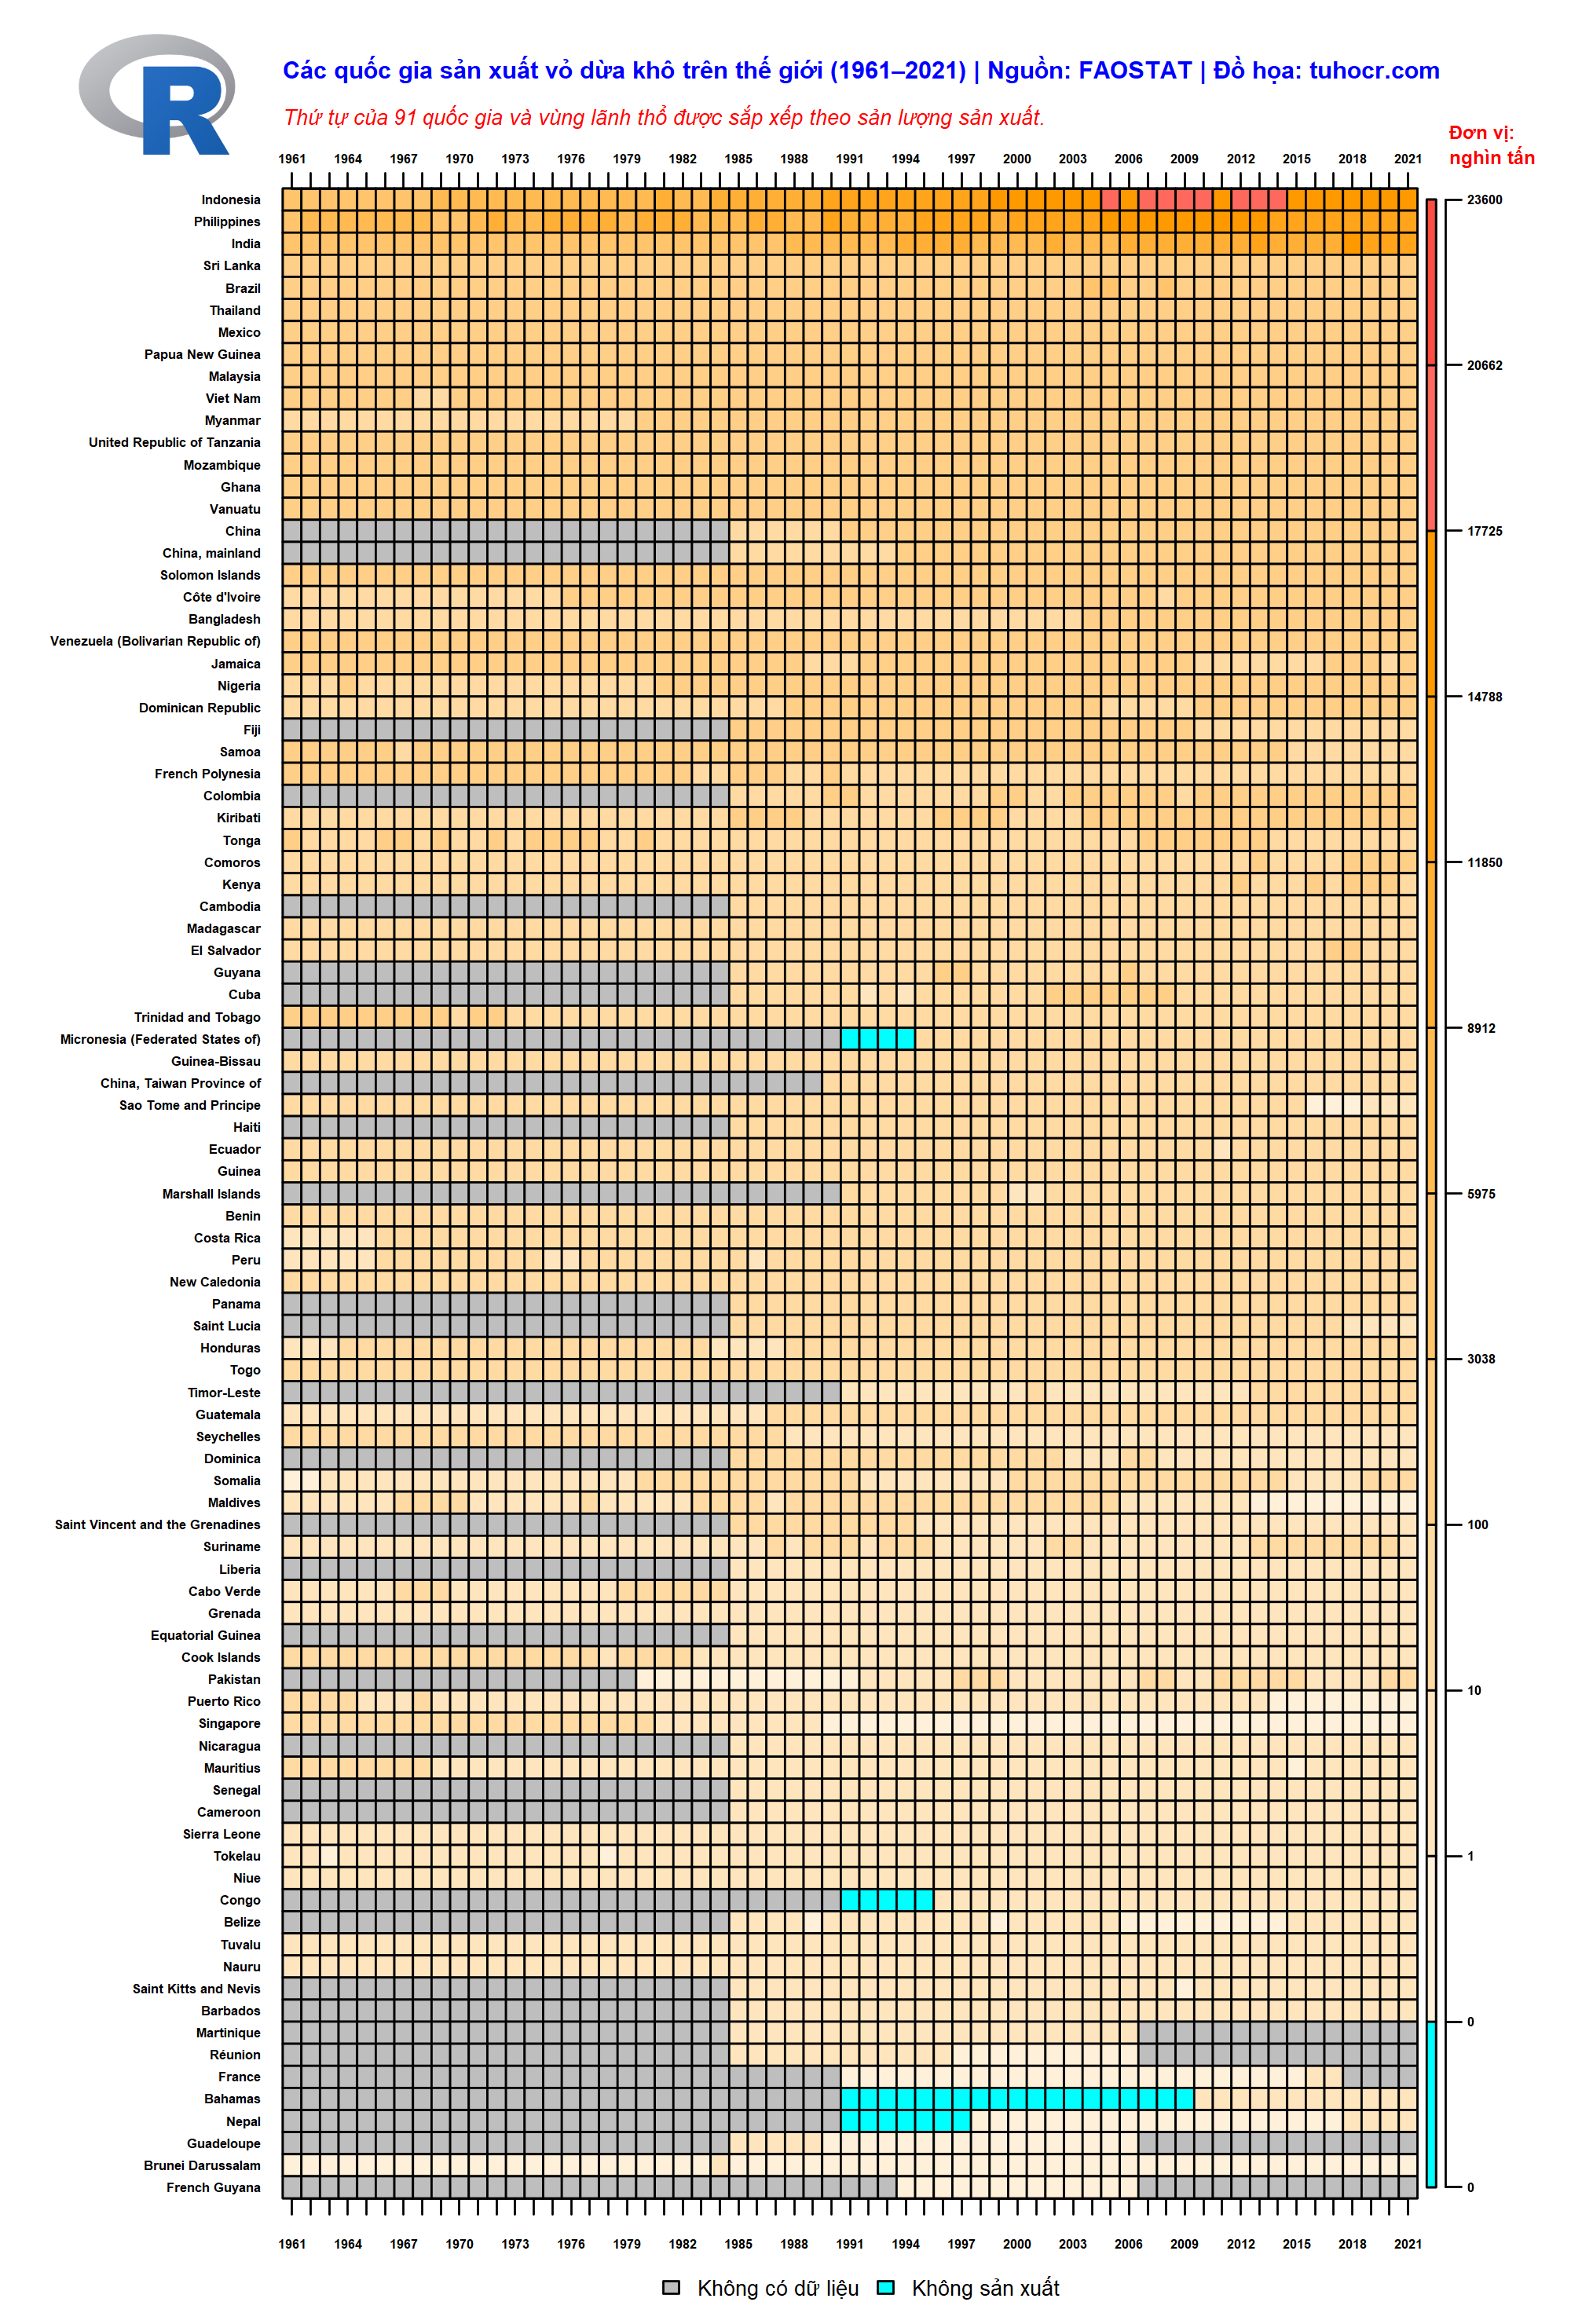 R
Các quốc gia sản xuất vỏ dừa khô trên thế giới (1961–2021) | Nguồn: FAOSTAT | Đồ họa: tuhocr.com
Thứ tự của 91 quốc gia và vùng lãnh thổ được sắp xếp theo sản lượng sản xuất.
Đơn vị:
nghìn tấn
1961 1964 1967 1970 1973 1976 1979 1982 1985 1988 1991 1994 1997 2000 2003 2006 2009 2012 2015 2018 2021
Indonesia
Philippines
India
Sri Lanka
Brazil
Thailand
Mexico
Papua New Guinea
Malaysia
Viet Nam
Myanmar
United Republic of Tanzania
Mozambique
Ghana
Vanuatu
China
China, mainland
Solomon Islands
Côte d'Ivoire
Bangladesh
Venezuela (Bolivarian Republic of)
Jamaica
Nigeria
Dominican Republic
Fiji
Samoa
French Polynesia
Colombia
Kiribati
Tonga
Comoros
Kenya
Cambodia
Madagascar
El Salvador
Guyana
Cuba
Trinidad and Tobago
Micronesia (Federated States of)
Guinea-Bissau
China, Taiwan Province of
Sao Tome and Principe
Haiti
Ecuador
Guinea
Marshall Islands
Benin
Costa Rica
Peru
New Caledonia
Panama
Saint Lucia
Honduras
Togo
Timor-Leste
Guatemala
Seychelles
Dominica
Somalia
Maldives
Saint Vincent and the Grenadines
Suriname
Liberia
Cabo Verde
Grenada
Equatorial Guinea
Cook Islands
Pakistan
Puerto Rico
Singapore
Nicaragua
Mauritius
Senegal
Cameroon
Sierra Leone
Tokelau
Niue
Congo
Belize
Tuvalu
Nauru
Saint Kitts and Nevis
Barbados
Martinique
Réunion
France
Bahamas
Nepal
Guadeloupe
Brunei Darussalam
French Guyana
23600
20662
17725
14788
11850
8912
5975
3038
100
10
1
0
0
1961 1964 1967 1970 1973 1976 1979 1982 1985 1988 1991 1994 1997 2000 2003 2006 2009 2012 2015 2018 2021
Không có dữ liệu Không sản xuất